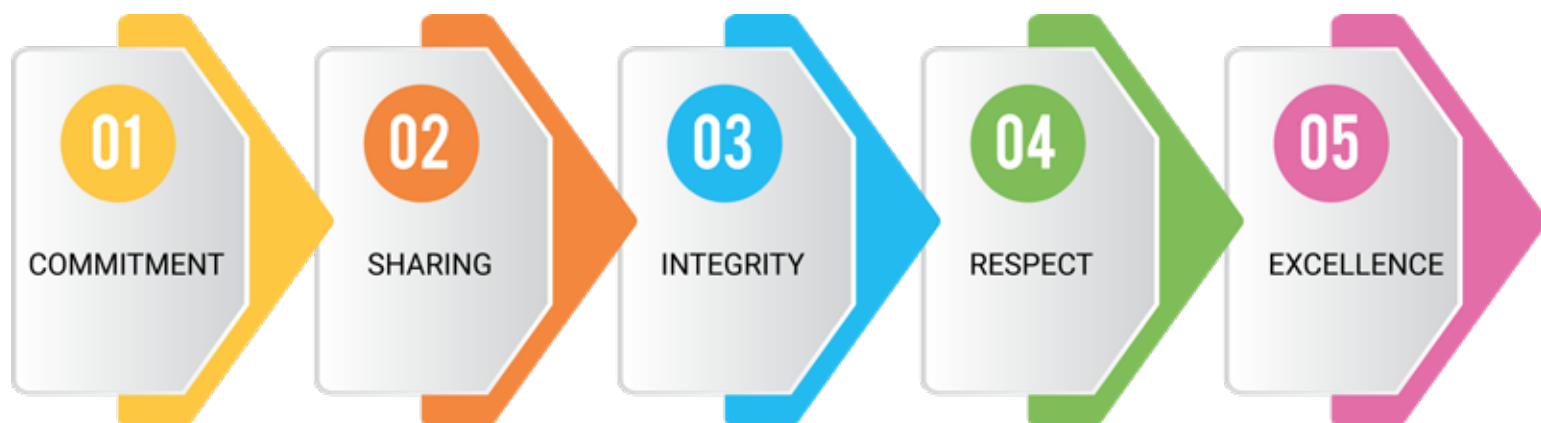 01
COMMITMENT
02
SHARING
03
INTEGRITY
04
RESPECT
05
EXCELLENCE